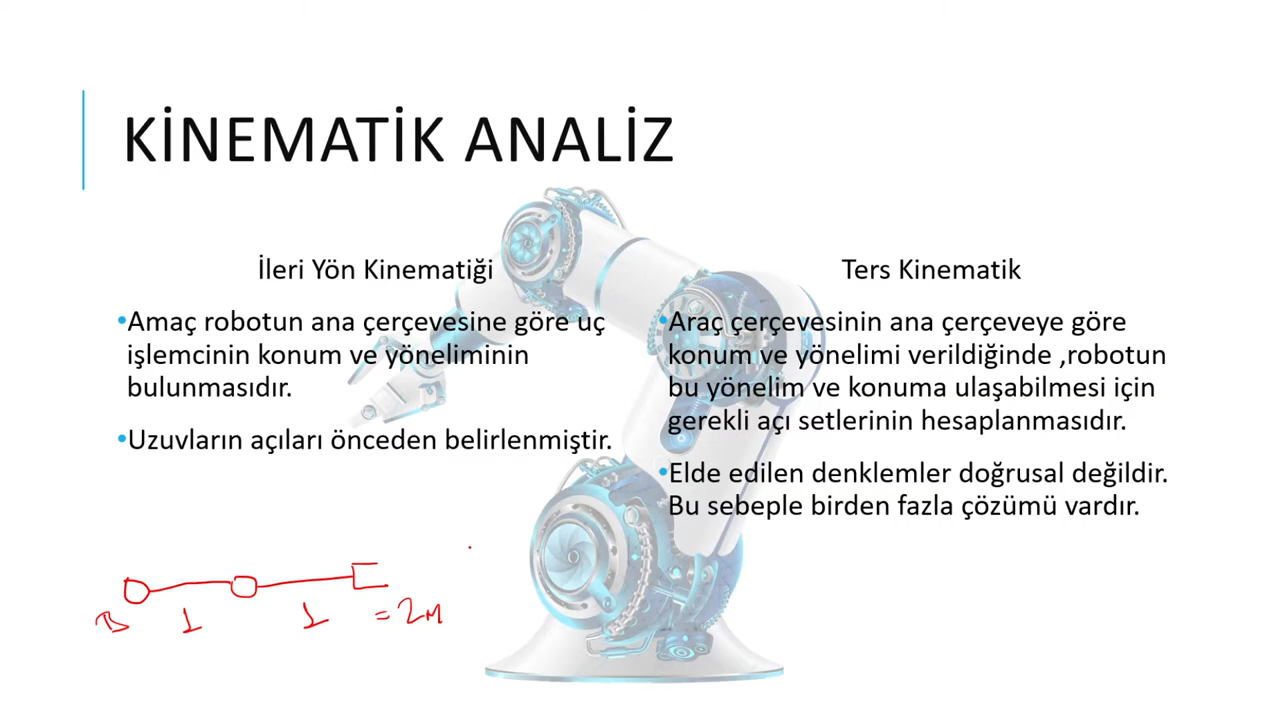 KİNEMATİK ANALİZ
İleri Yön Kinematiği
•Amaç robotun ana çerçevesine göre uç
işlemcinin konum ve yöneliminin
bulunmasıdır.
•Uzuvların açıları önceden belirlenmiştir.
Ters Kinematik
•Araç çerçevesinin ana çerçeveye göre
konum ve yönelimi verildiğinde ,robotun
bu yönelim ve konuma ulaşabilmesi için
gerekli açı setlerinin hesaplanmasıdır.
•Elde edilen denklemler doğrusal değildir.
Bu sebeple birden fazla çözümü vardır.
B 1 1 = 2M